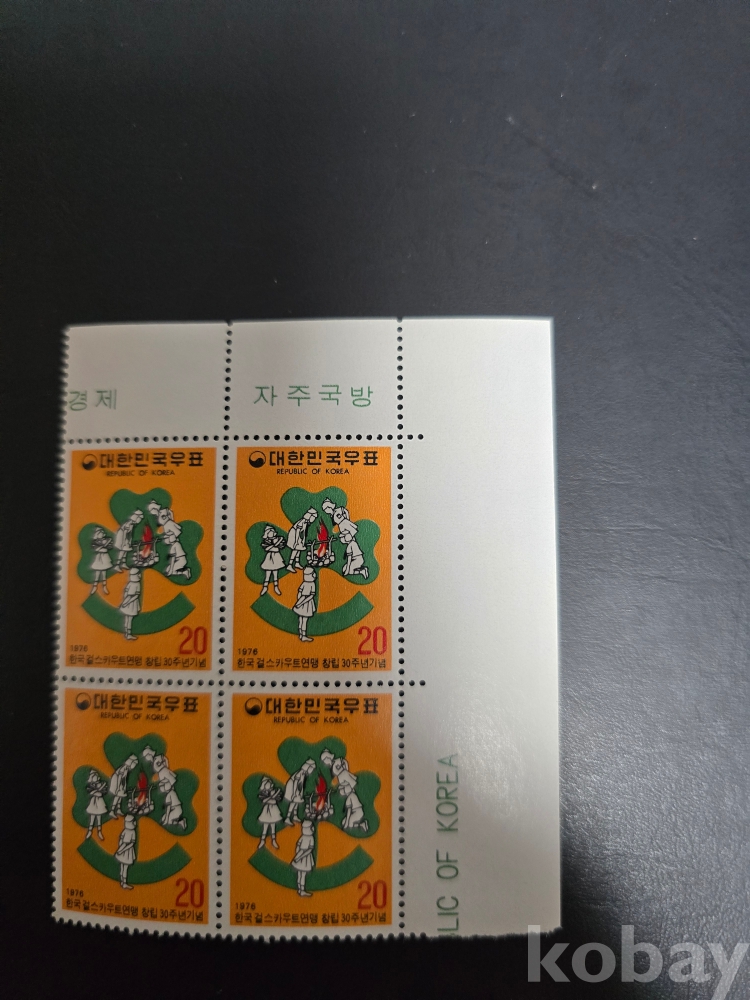 경제
자주국방
대한민국우표
REPUBLIC OF KOREA
1976
20
한국걸스카우트연맹 창립 30주년기념
대한민국우표
REPUBLIC OF KOREA
1976
20
한국걸스카우트연맹 창립 30주년기념
대한민국우표
REPUBLIC OF KOREA
1976
20
한국걸스카우트연맹 창립 30주년기념
대한민국우표
REPUBLIC OF KOREA
1976
20
한국걸스카우트연맹 창립 30주년기념
LIC OF KOREA
kobay